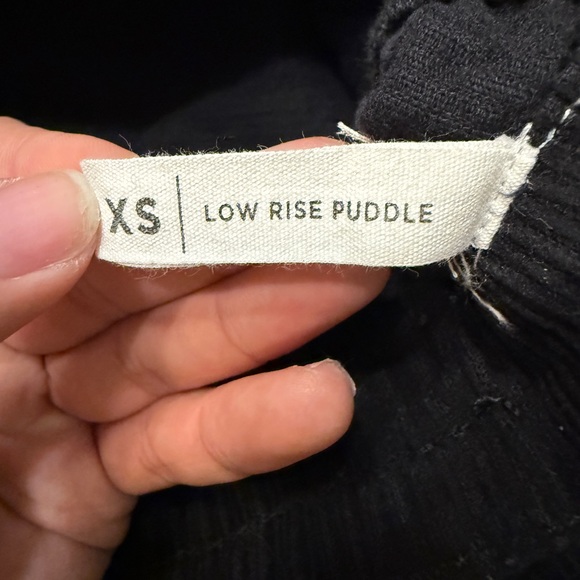 XS | LOW RISE PUDDLE